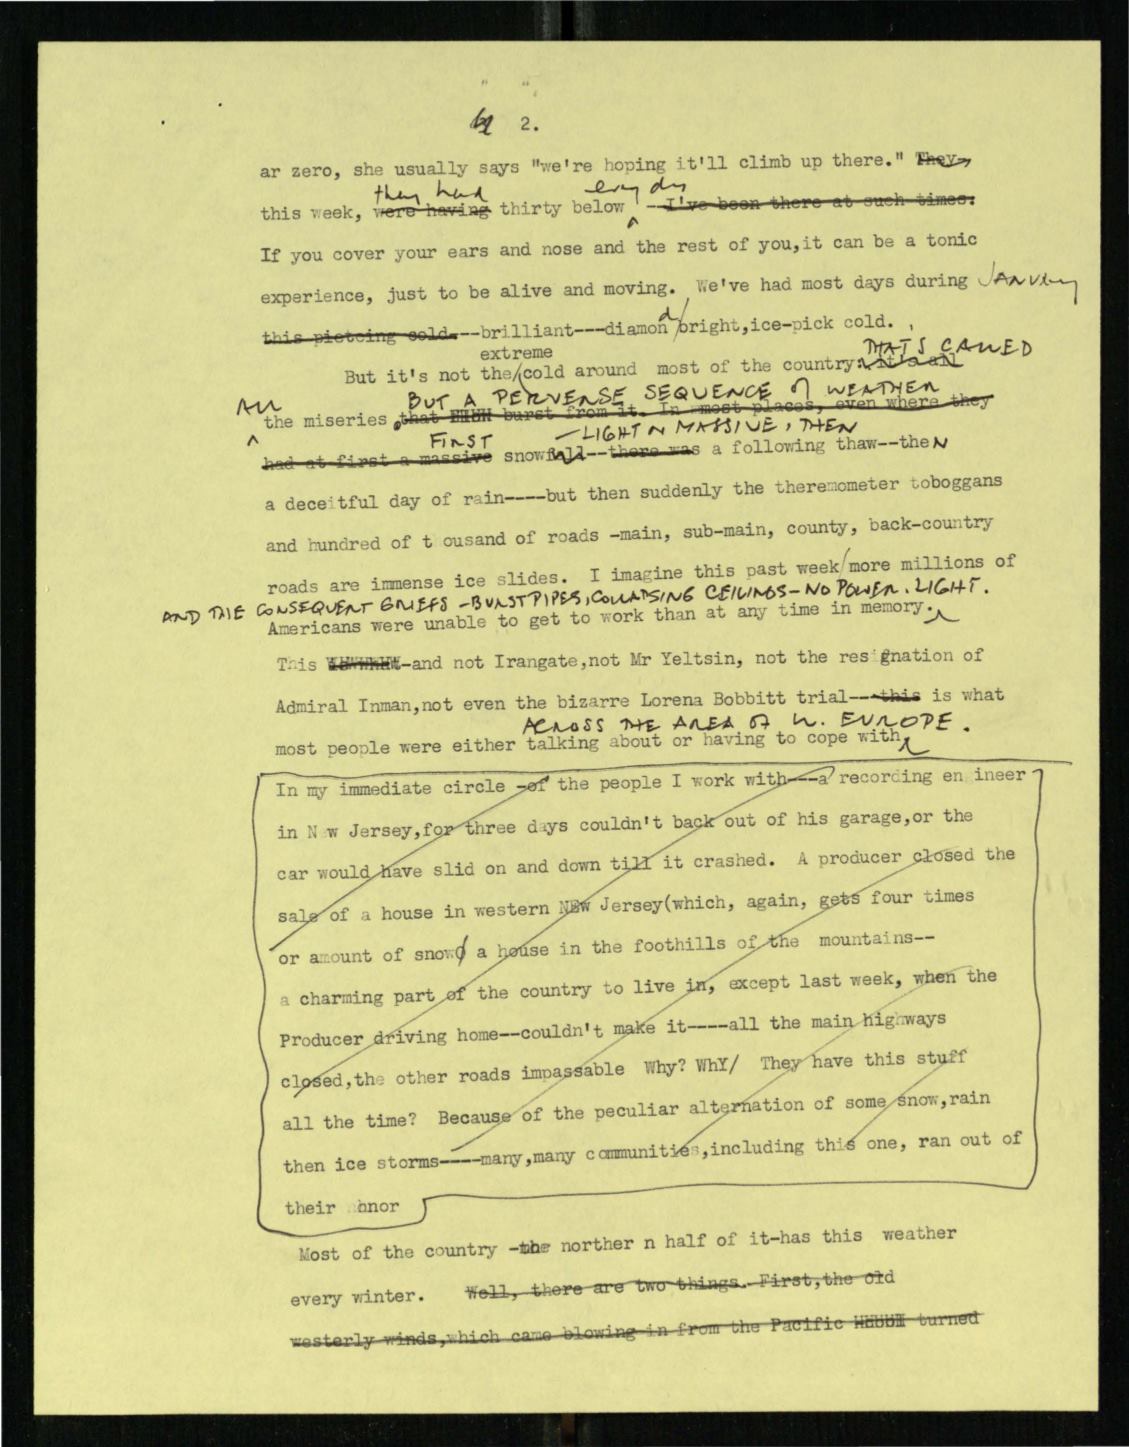 2.
ar zero, she usually says "we're hoping it'll climb up there." They
they had every day
this week, were having thirty below --I've been there at such times.
If you cover your ears and nose and the rest of you,it can be a tonic
experience, just to be alive and moving. We've had most days during JANUARY
this pietcing cold.---brilliant---diamond/bright,ice-pick cold.
extreme THAT'S CALLED
But it's not the/cold around most of the country: it's all
All BUT A PERVERSE SEQUENCE OF WEATHER
the miseries that burst from it. In most places, even where they
FIRST - LIGHT N MASSIVE, THEN
had at first a massive snowfall--there was a following thaw--theN
a deceitful day of rain----but then suddenly the theremometer toboggans
and hundred of t ousand of roads -main, sub-main, county, back-country
roads are immense ice slides. I imagine this past week/more millions of
AND THE CONSEQUENT GRIEFS - BURST PIPES, COLLAPSING CEILINGS - NO POWER. LIGHT.
Americans were unable to get to work than at any time in memory.
This -and not Irangate,not Mr Yeltsin, not the resignation of
Admiral Inman,not even the bizarre Lorena Bobbitt trial---this is what
ACROSS THE AREA OF W. EUROPE.
most people were either talking about or having to cope with
In my immediate circle -of the people I work with---a recording en ineer
in N w Jersey,for three days couldn't back out of his garage,or the
car would have slid on and down till it crashed. A producer closed the
sale of a house in western NEw Jersey(which, again, gets four times
or amount of snow) a house in the foothills of the mountains--
a charming part of the country to live in, except last week, when the
Producer driving home--couldn't make it----all the main highways
closed,the other roads impassable Why? WhY/ They have this stuff
all the time? Because of the peculiar alternation of some snow,rain
then ice storms----many,many communities,including this one, ran out of
their hnor
Most of the country -the norther n half of it-has this weather
every winter. Well, there are two things. First,the old
westerly winds,which came blowing in from the Pacific turned